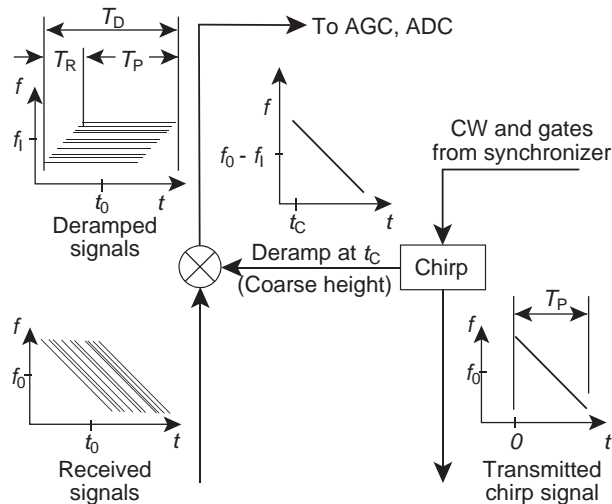 T_D
To AGC, ADC
T_R
T_P
f
f_I
t_0
t
Deramped
signals
f
f_0 - f_I
t_C
t
CW and gates
from synchronizer
Deramp at t_C
(Coarse height)
Chirp
f
f_0
t_0
t
Received
signals
T_P
f
f_0
0
t
Transmitted
chirp signal